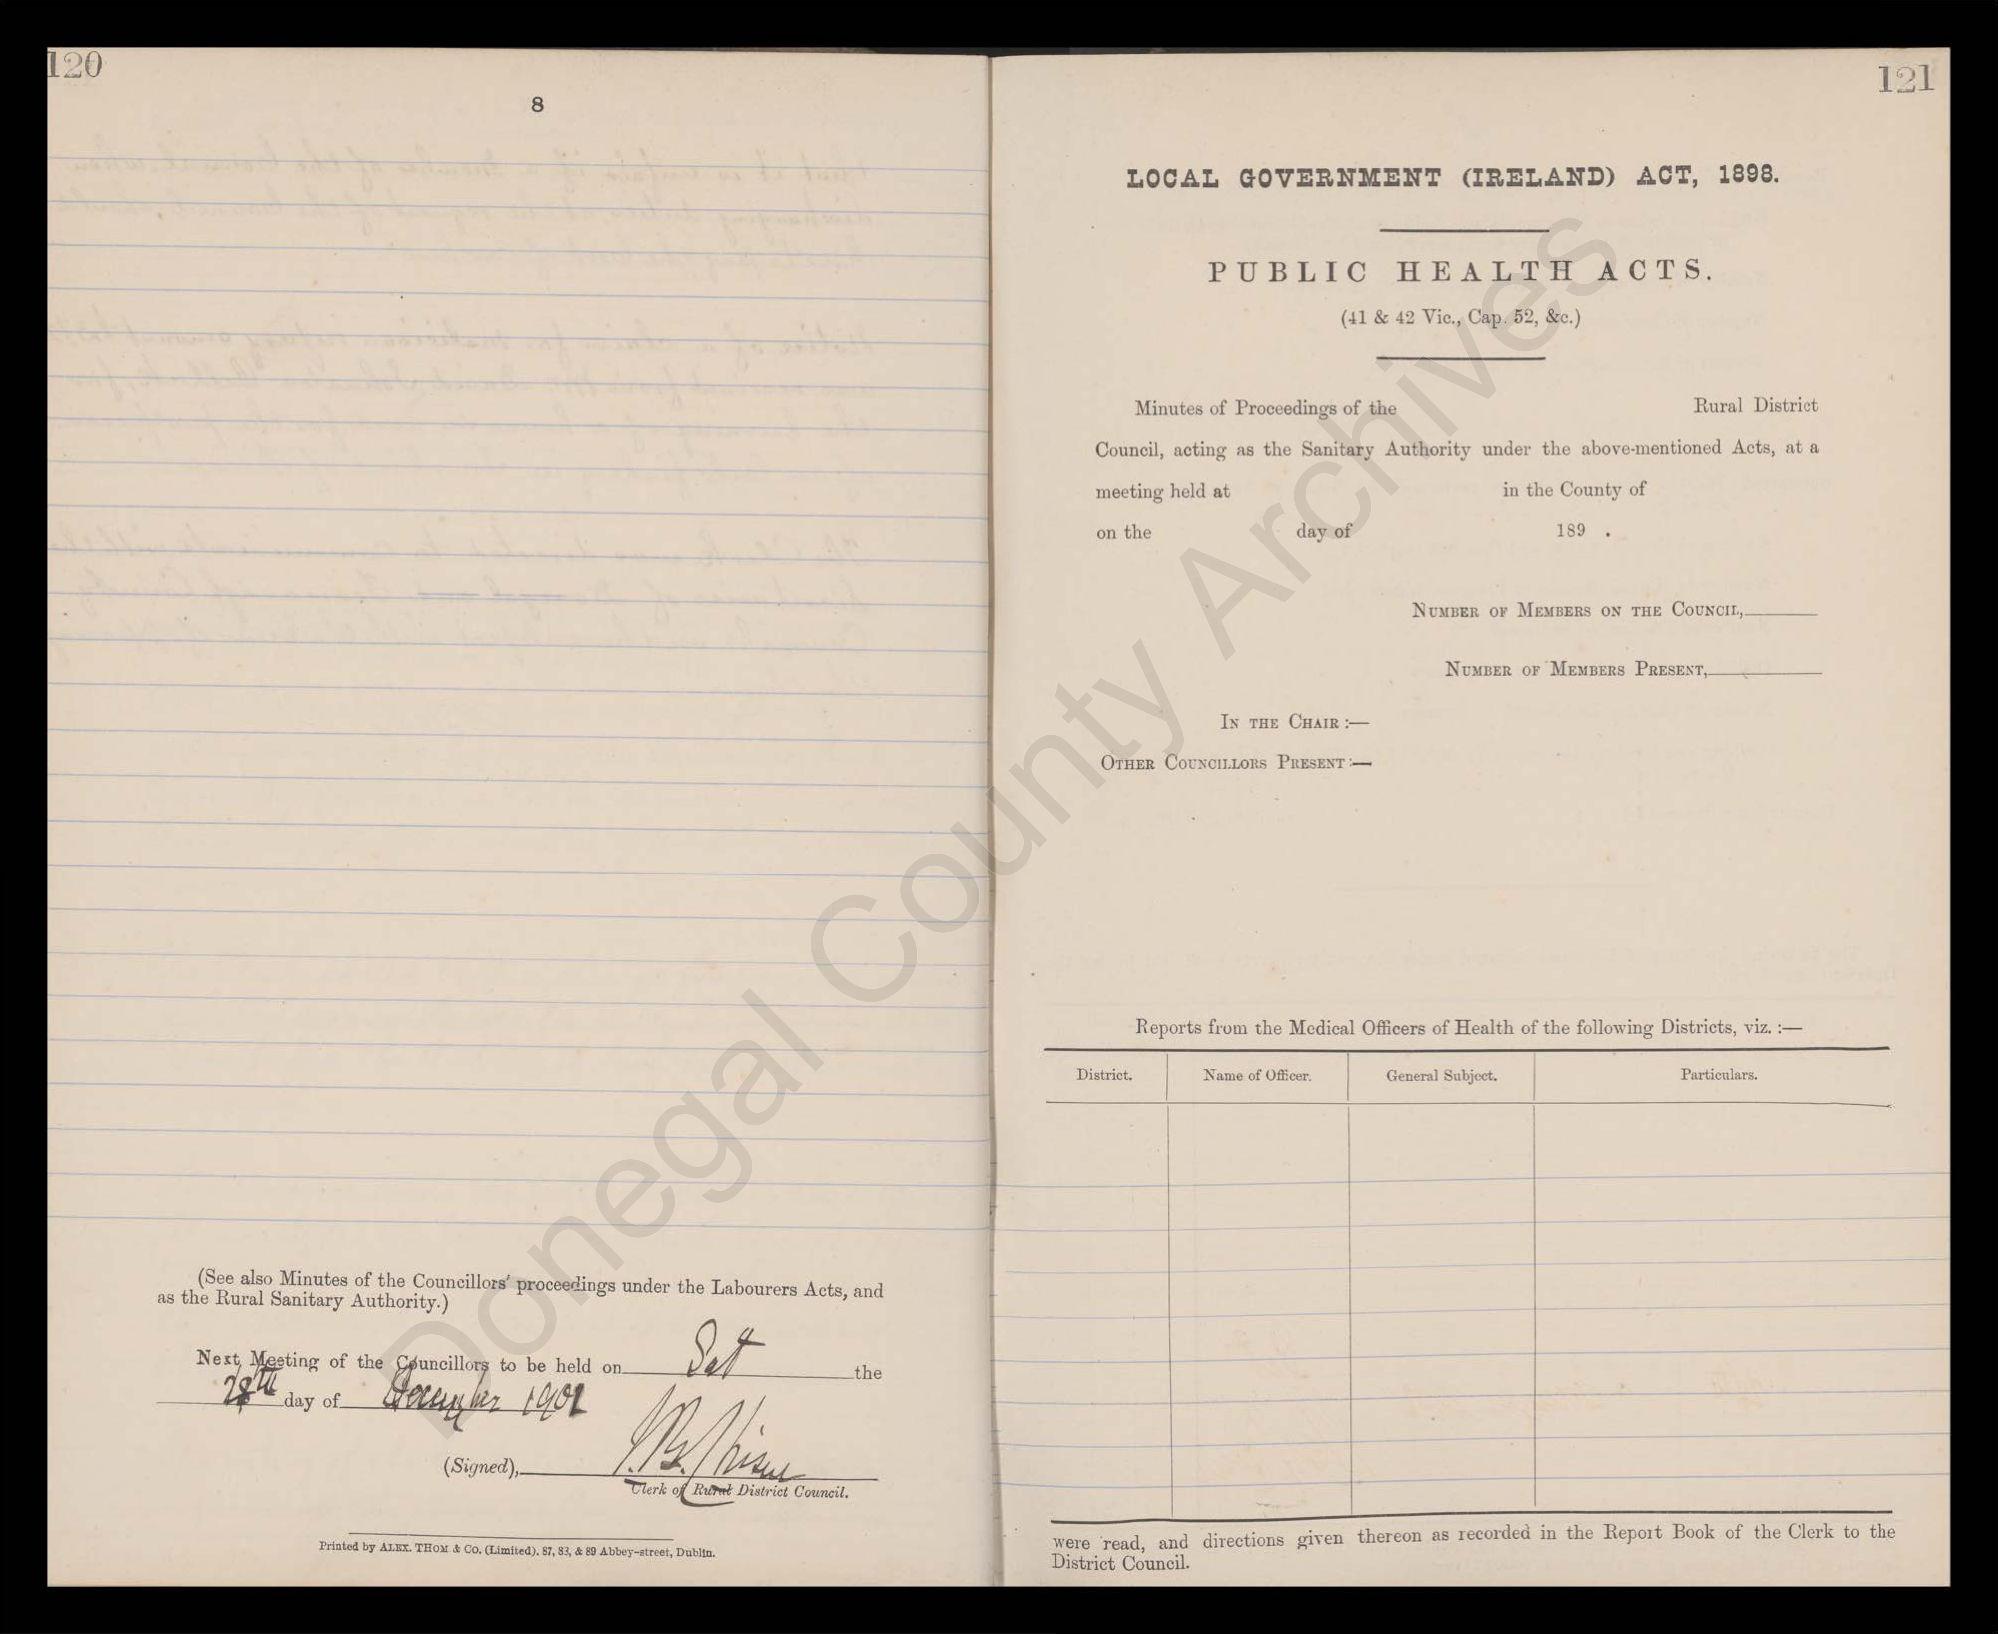 120
8
(See also Minutes of the Councillors' proceedings under the Labourers Acts, and
as the Rural Sanitary Authority.)
Next Meeting of the Councillors to be held on Sat the
28th day of December 1901
(Signed),
Clerk of Rural District Council.
Printed by ALEX. THOM & CO. (Limited). 87, 83, & 89 Abbey-street, Dublin.
121
LOCAL GOVERNMENT (IRELAND) ACT, 1898.
PUBLIC HEALTH ACTS.
(41 & 42 Vic., Cap. 52, &c.)
Minutes of Proceedings of the Rural District
Council, acting as the Sanitary Authority under the above-mentioned Acts, at a
meeting held at in the County of
on the day of 189 .
NUMBER OF MEMBERS ON THE COUNCIL,
NUMBER OF MEMBERS PRESENT,
IN THE CHAIR :—
OTHER COUNCILLORS PRESENT :—
Reports from the Medical Officers of Health of the following Districts, viz. :—
District. Name of Officer. General Subject. Particulars.
were read, and directions given thereon as recorded in the Report Book of the Clerk to the
District Council.
Donegal County Archives